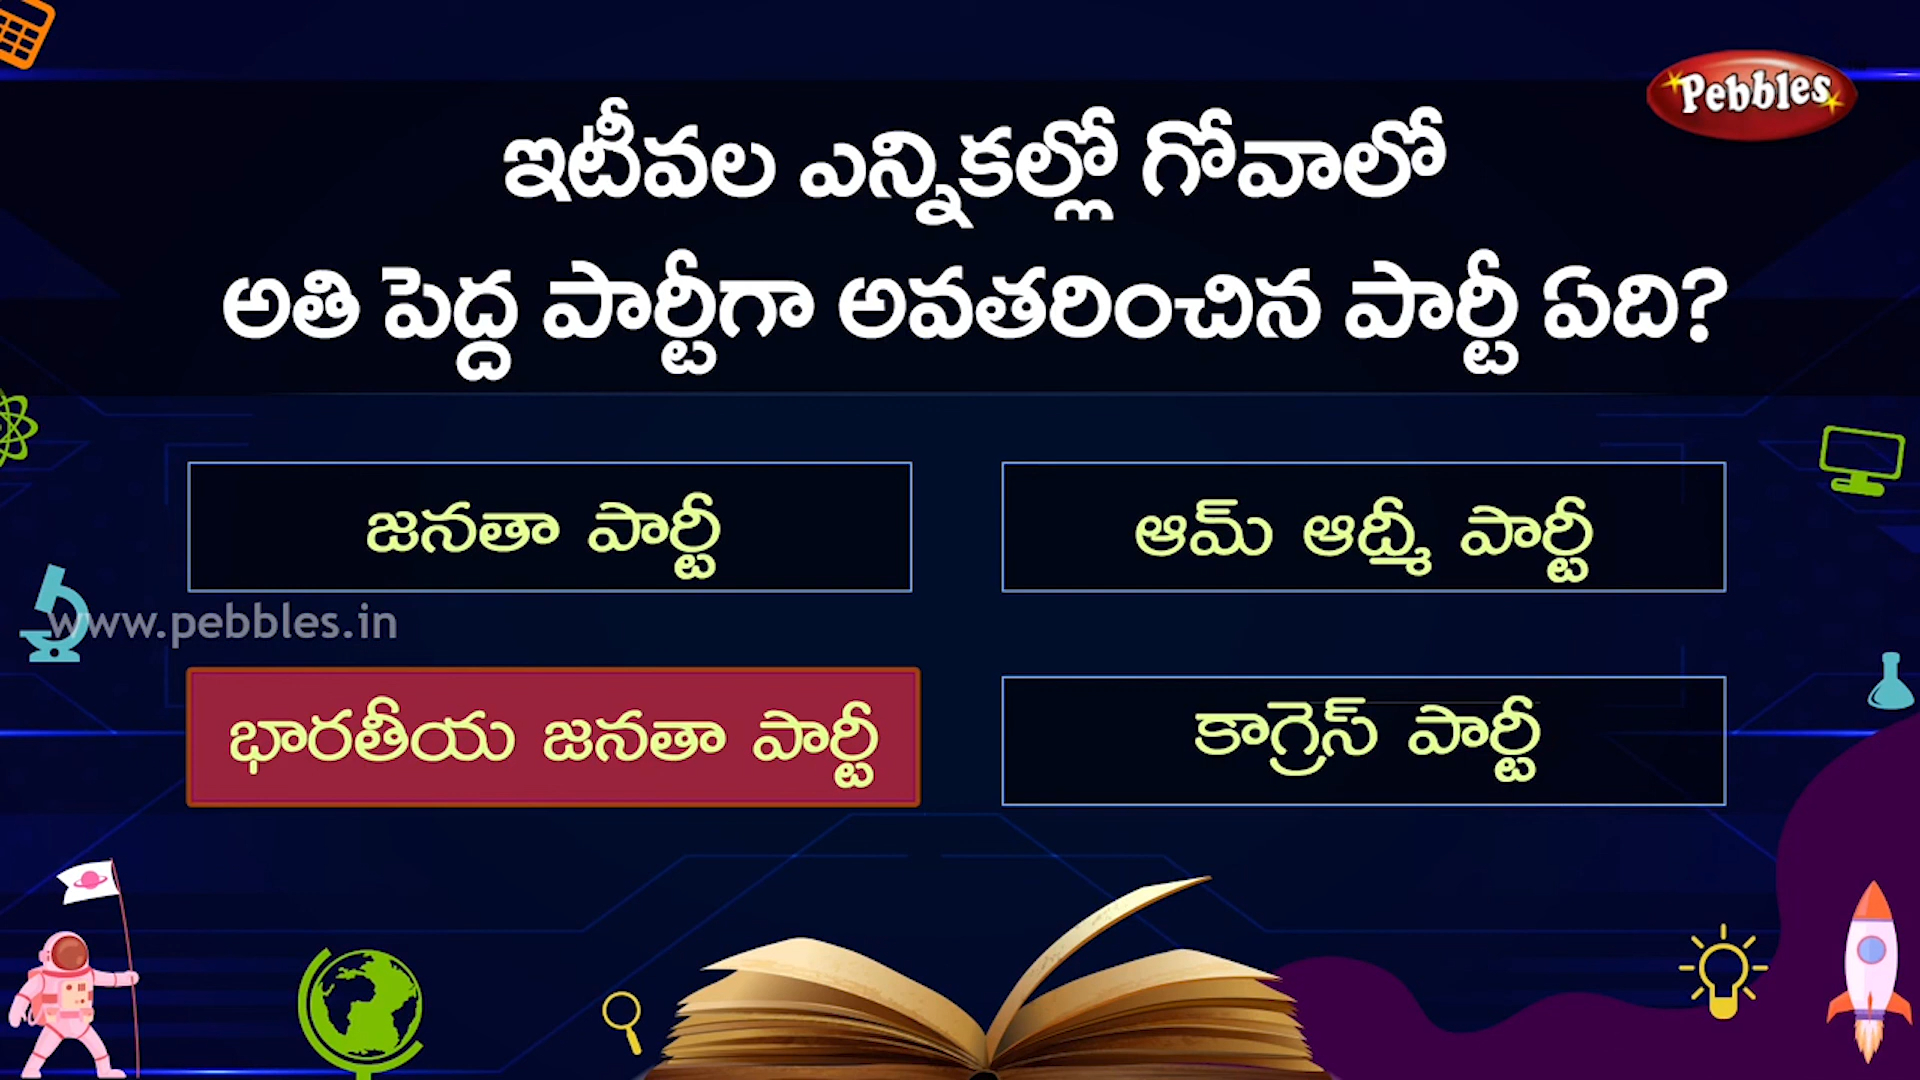 Pebbles
ఇటీవల ఎన్నికల్లో గోవాలో
అతి పెద్ద పార్టీగా అవతరించిన పార్టీ ఏది?
జనతా పార్టీ
ఆమ్ ఆద్మీ పార్టీ
www.pebbles.in
భారతీయ జనతా పార్టీ
కాగ్రెస్ పార్టీ